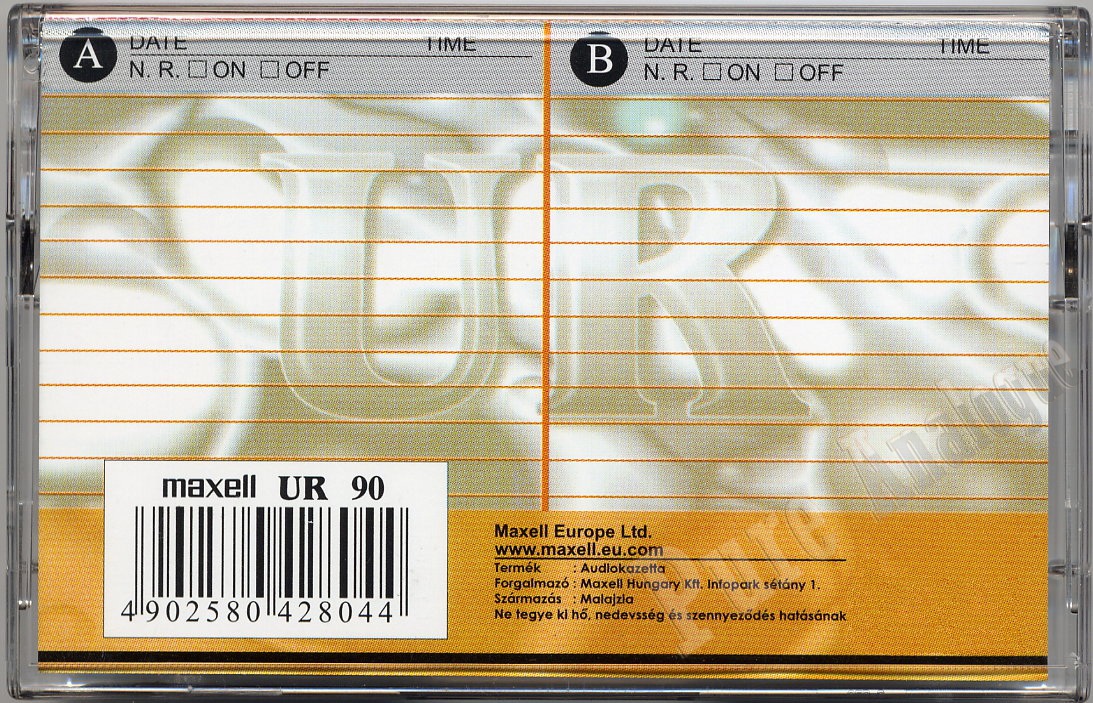 A DATE TIME
N. R. ☐ ON ☐ OFF
B DATE TIME
N. R. ☐ ON ☐ OFF
UR
maxell UR 90
4 902580 428044
Maxell Europe Ltd.
www.maxell.eu.com
Termék : Audiokazetta
Forgalmazó : Maxell Hungary Kft. Infopark sétány 1.
Származás : Malajzia
Ne tegye ki hő, nedevsség és szennyeződés hatásának
Pure Analogue